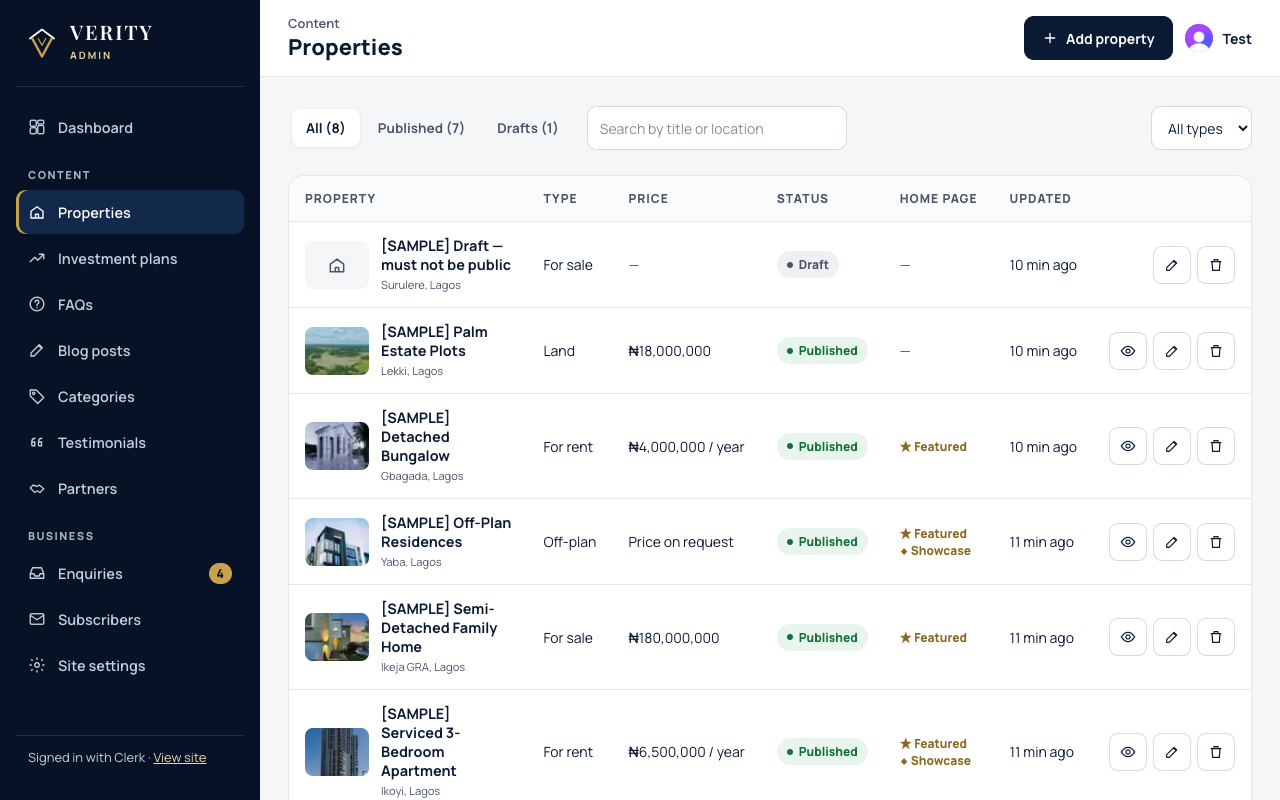 VERITY
ADMIN
Dashboard
CONTENT
Properties
Investment plans
FAQs
Blog posts
Categories
Testimonials
Partners
BUSINESS
Enquiries 4
Subscribers
Site settings
Signed in with Clerk · View site
Content
Properties
+ Add property
Test
All (8) Published (7) Drafts (1) Search by title or location All types
PROPERTY TYPE PRICE STATUS HOME PAGE UPDATED
[SAMPLE] Draft —
must not be public
Surulere, Lagos
For sale — Draft — 10 min ago
[SAMPLE] Palm
Estate Plots
Lekki, Lagos
Land ₦18,000,000 Published — 10 min ago
[SAMPLE]
Detached
Bungalow
Gbagada, Lagos
For rent ₦4,000,000 / year Published ★ Featured 10 min ago
[SAMPLE] Off-Plan
Residences
Yaba, Lagos
Off-plan Price on request Published ★ Featured
⬥ Showcase
11 min ago
[SAMPLE] Semi-
Detached Family
Home
Ikeja GRA, Lagos
For sale ₦180,000,000 Published ★ Featured 11 min ago
[SAMPLE]
Serviced 3-
Bedroom
Apartment
Ikoyi, Lagos
For rent ₦6,500,000 / year Published ★ Featured
⬥ Showcase
11 min ago